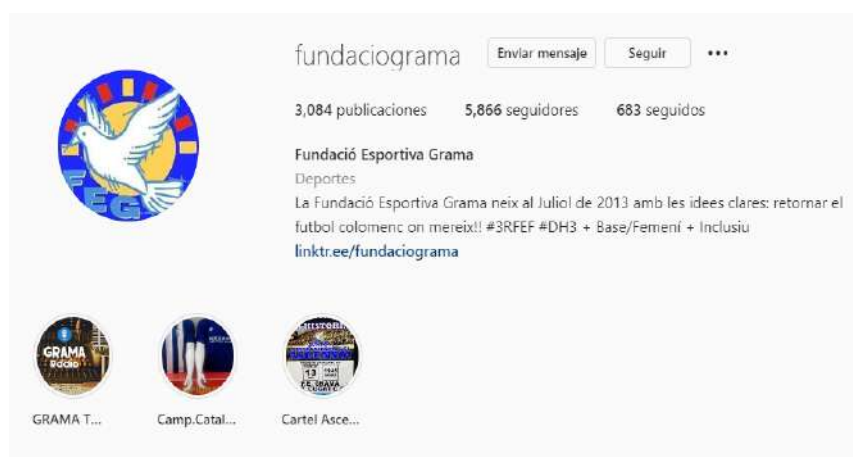 fundaciograma Enviar mensaje Seguir
3,084 publicaciones 5,866 seguidores 683 seguidos
Fundació Esportiva Grama
Deportes
La Fundació Esportiva Grama neix al Juliol de 2013 amb les idees clares: retornar el
futbol colomenc on mereix!! #3RFEF #DH3 + Base/Femení + Inclusiu
linktr.ee/fundaciograma
FEG
GRAMA
Ràdio
HISTORIC
13
GRAMA T... Camp.Catal... Cartel Asce...